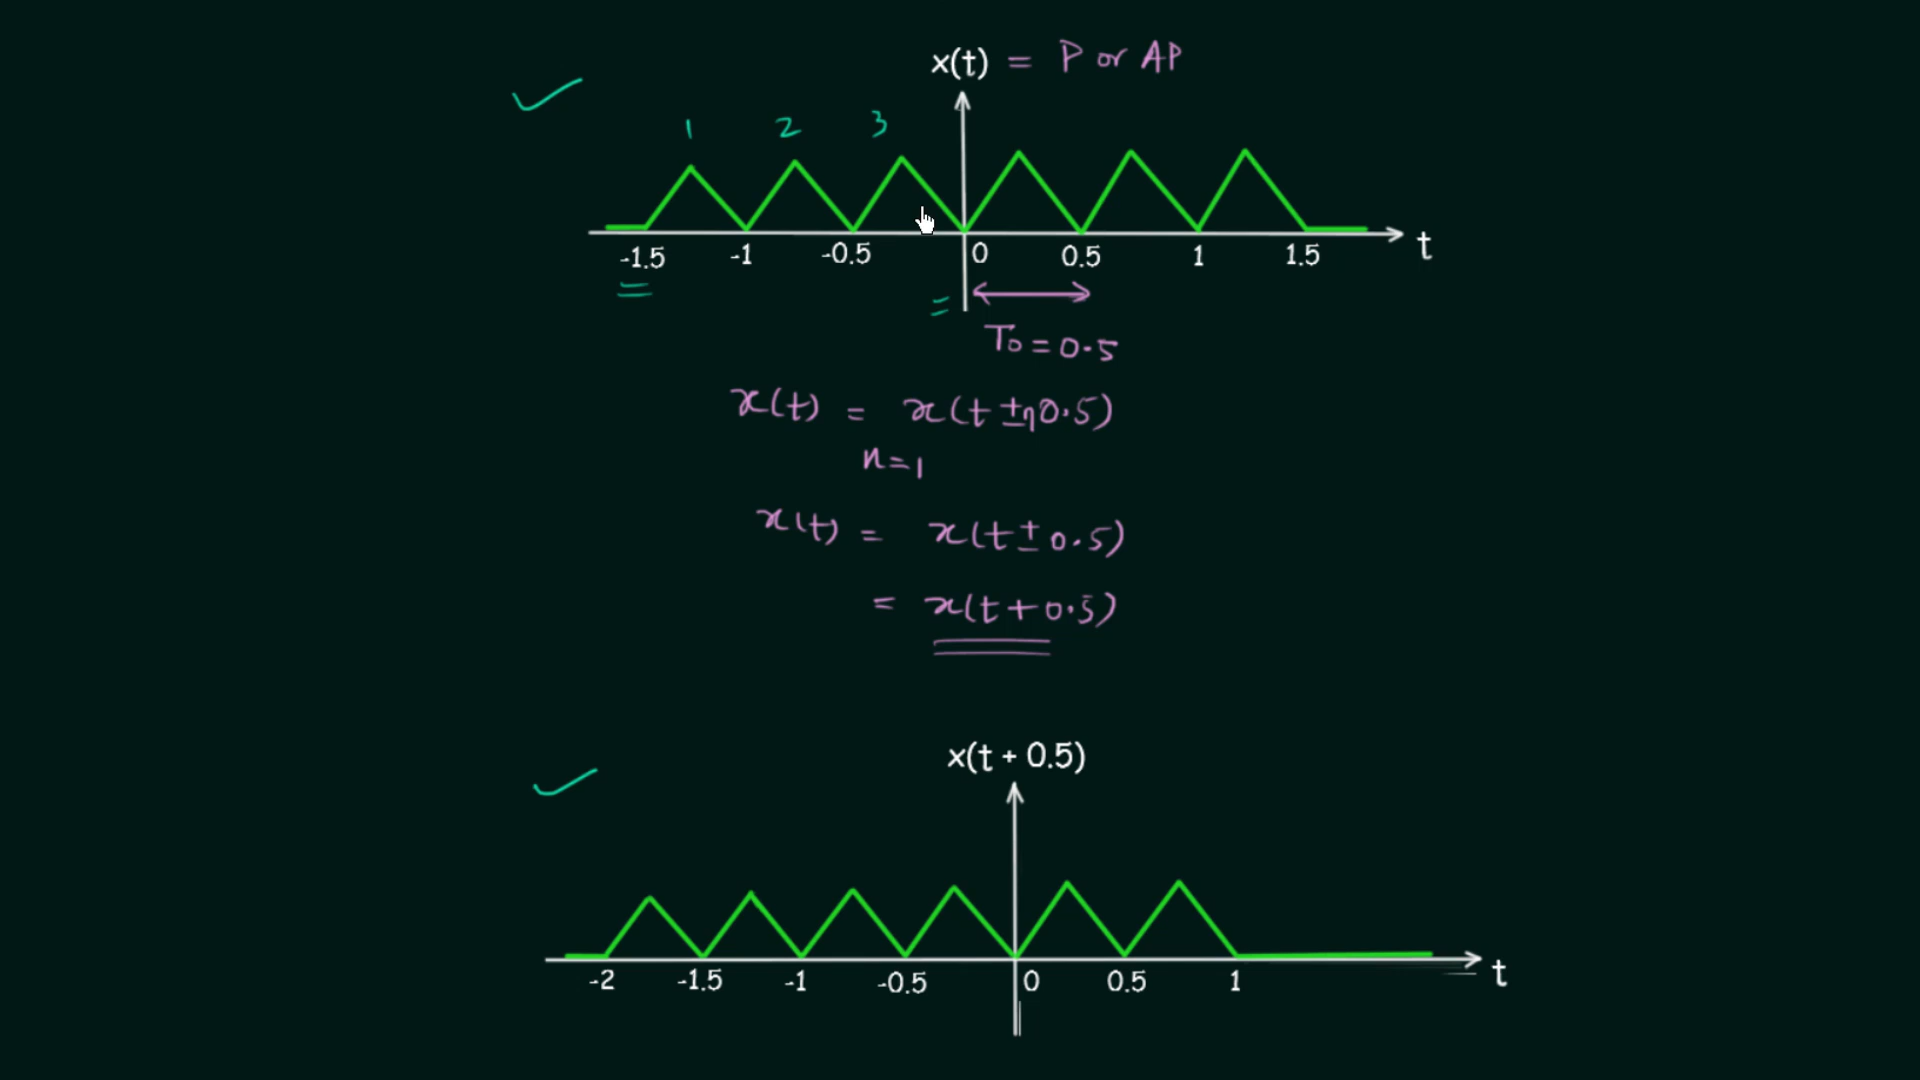 x(t) = P or AP
1 2 3
-1.5 -1 -0.5 0 0.5 1 1.5 t
T₀ = 0.5
x(t) = x(t ± n0.5)
n=1
x(t) = x(t ± 0.5)
= x(t + 0.5)
x(t + 0.5)
-2 -1.5 -1 -0.5 0 0.5 1 t